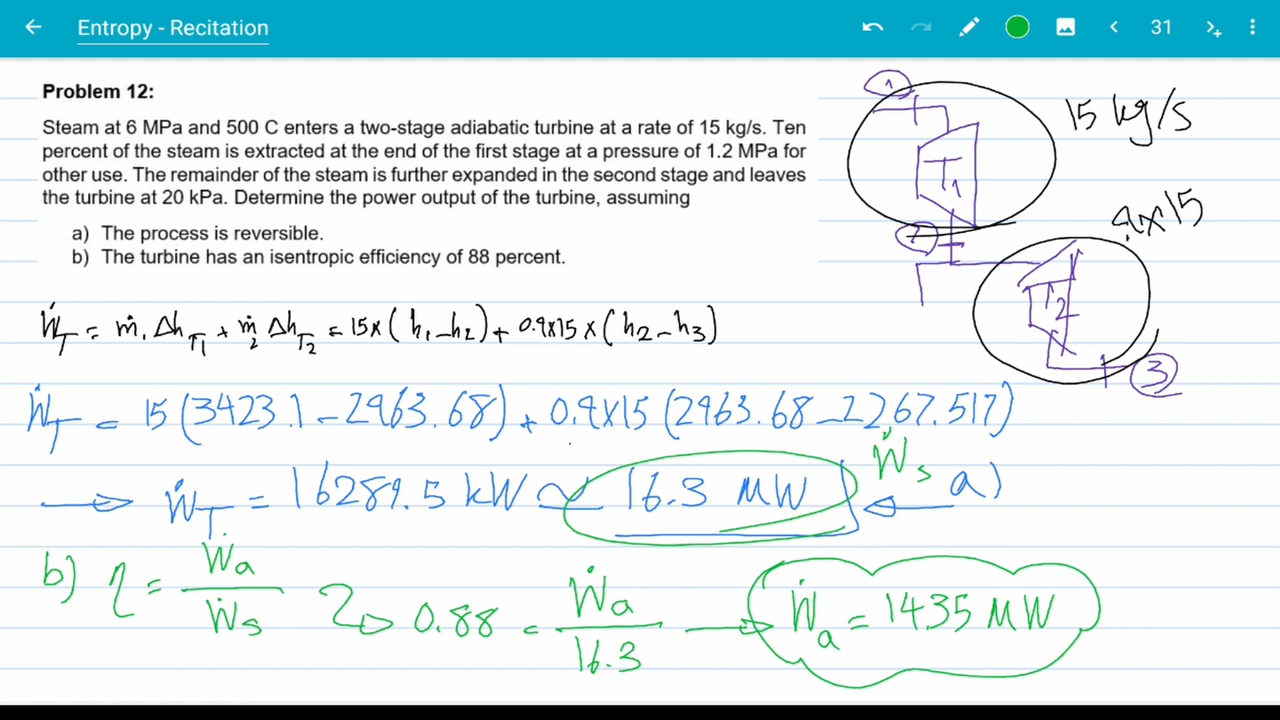 Entropy - Recitation
31
Problem 12:
Steam at 6 MPa and 500 C enters a two-stage adiabatic turbine at a rate of 15 kg/s. Ten
percent of the steam is extracted at the end of the first stage at a pressure of 1.2 MPa for
other use. The remainder of the steam is further expanded in the second stage and leaves
the turbine at 20 kPa. Determine the power output of the turbine, assuming
a) The process is reversible.
b) The turbine has an isentropic efficiency of 88 percent.
1
T1
15 kg/s
2
.9x15
T2
3
Ẇ_T = ṁ_1 Δh_T1 + ṁ_2 Δh_T2 = 15x(h1-h2) + 0.9x15x(h2-h3)
Ẇ_T = 15(3423.1-2963.68) + 0.9x15(2963.68-2267.517)
→ Ẇ_T = 16289.5 kW ≃ 16.3 MW ← a)
Ẇ_s
b) η = Ẇ_a / Ẇ_s → 0.88 = Ẇ_a / 16.3 → Ẇ_a = 14.35 MW